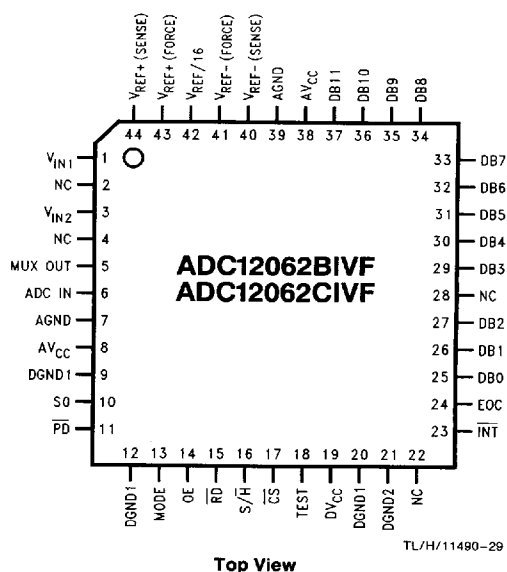 VREF+ (SENSE)
VREF+ (FORCE)
VREF/16
VREF- (FORCE)
VREF- (SENSE)
AGND
AVCC
DB11
DB10
DB9
DB8
44 43 42 41 40 39 38 37 36 35 34
VIN1 1
NC 2
VIN2 3
NC 4
MUX OUT 5
ADC IN 6
AGND 7
AVCC 8
DGND1 9
S0 10
P̅D̅ 11
ADC12062BIVF
ADC12062CIVF
33 DB7
32 DB6
31 DB5
30 DB4
29 DB3
28 NC
27 DB2
26 DB1
25 DB0
24 EOC
23 I̅N̅T̅
12 13 14 15 16 17 18 19 20 21 22
DGND1
MODE
OE
R̅D̅
S/H̅
C̅S̅
TEST
DVCC
DGND1
DGND2
NC
TL/H/11490-29
Top View